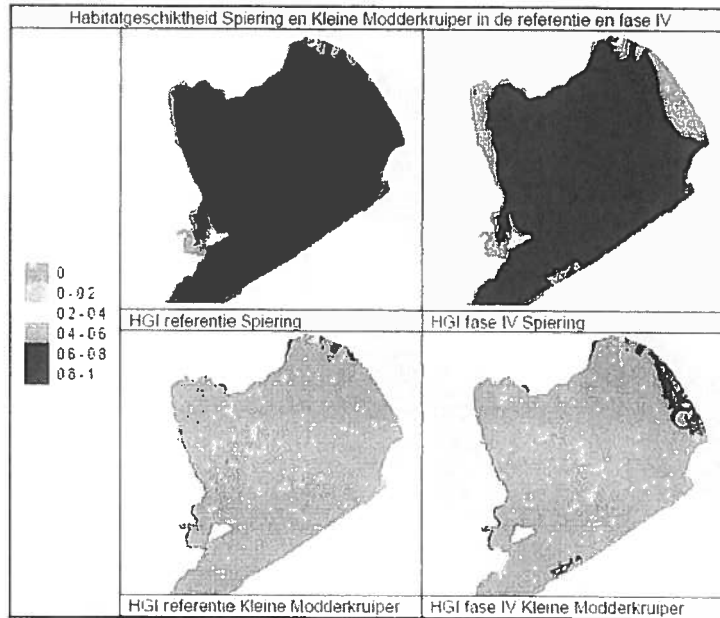 Habitatgeschiktheid Spiering en Kleine Modderkruiper in de referentie en fase IV
0
0-02
02-04
04-06
06-08
08-1
HGI referentie Spiering
HGI fase IV Spiering
HGI referentie Kleine Modderkruiper
HGI fase IV Kleine Modderkruiper